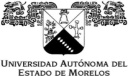 UNIVERSIDAD AUTÓNOMA DEL
ESTADO DE MORELOS